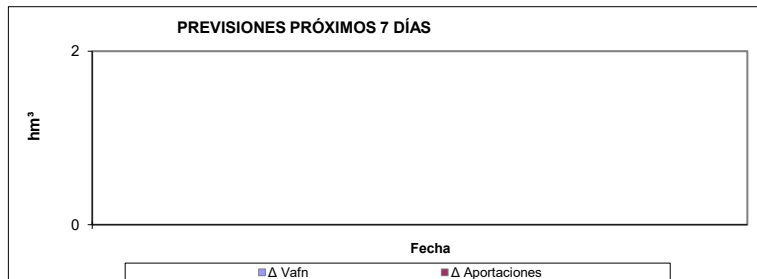 PREVISIONES PRÓXIMOS 7 DÍAS
2
hm³
0
Fecha
Δ Vafn Δ Aportaciones